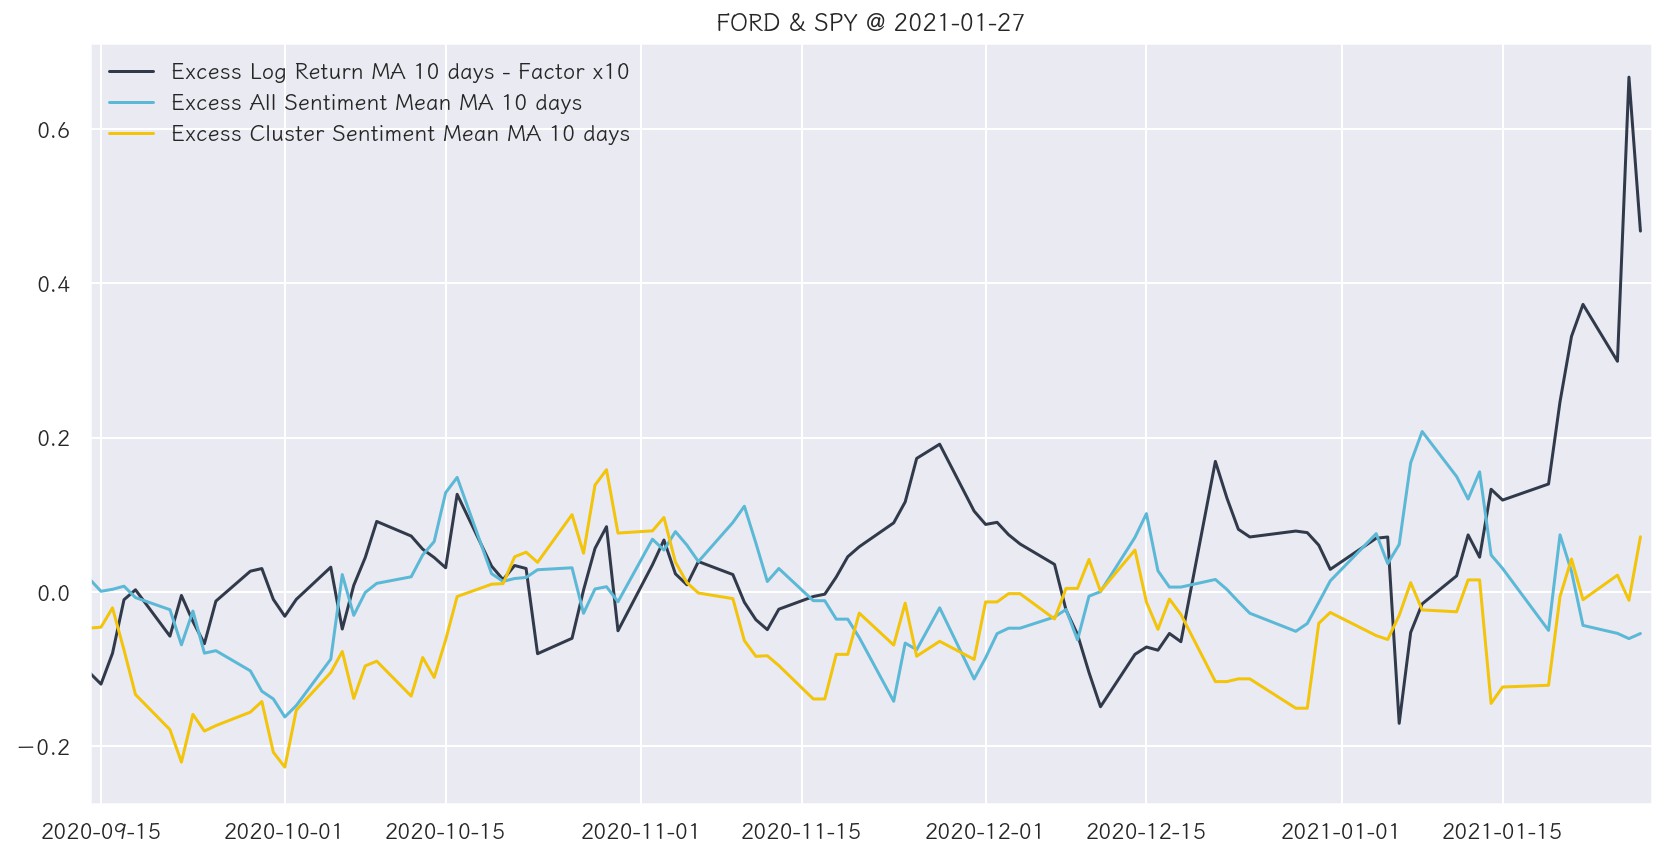 FORD & SPY @ 2021-01-27
Excess Log Return MA 10 days - Factor x10
Excess All Sentiment Mean MA 10 days
Excess Cluster Sentiment Mean MA 10 days
0.6
0.4
0.2
0.0
−0.2
2020-09-15 2020-10-01 2020-10-15 2020-11-01 2020-11-15 2020-12-01 2020-12-15 2021-01-01 2021-01-15